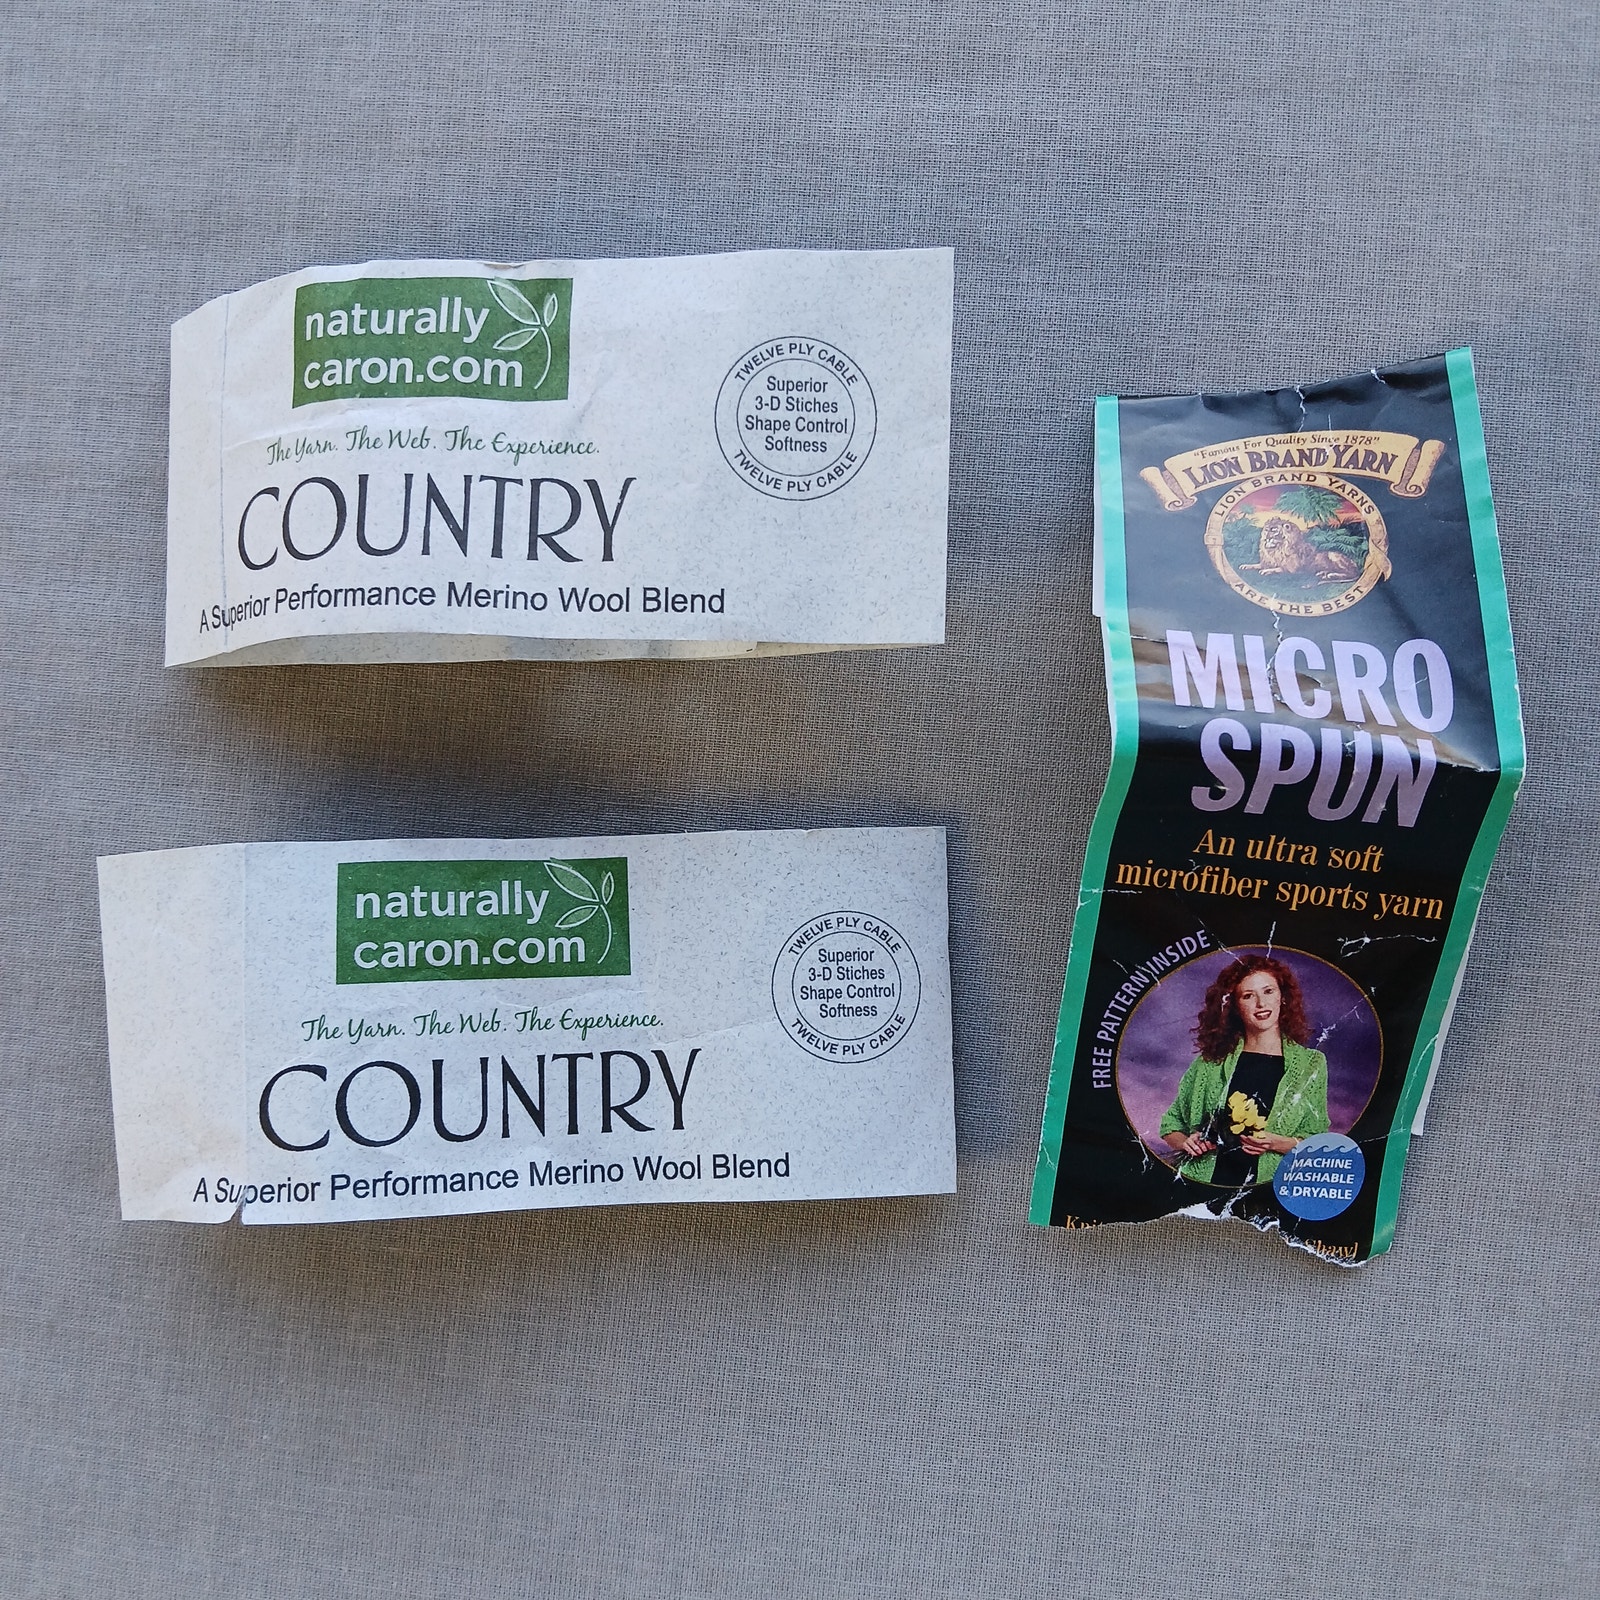 naturally
caron.com
The Yarn. The Web. The Experience.
COUNTRY
A Superior Performance Merino Wool Blend
TWELVE PLY CABLE
Superior
3-D Stiches
Shape Control
Softness
TWELVE PLY CABLE
naturally
caron.com
The Yarn. The Web. The Experience.
COUNTRY
A Superior Performance Merino Wool Blend
TWELVE PLY CABLE
Superior
3-D Stiches
Shape Control
Softness
TWELVE PLY CABLE
"Famous For Quality Since 1878"
LION BRAND YARN
LION BRAND YARNS
ARE THE BEST
MICRO
SPUN
An ultra soft
microfiber sports yarn
FREE PATTERN INSIDE
MACHINE
WASHABLE
& DRYABLE
Shawl